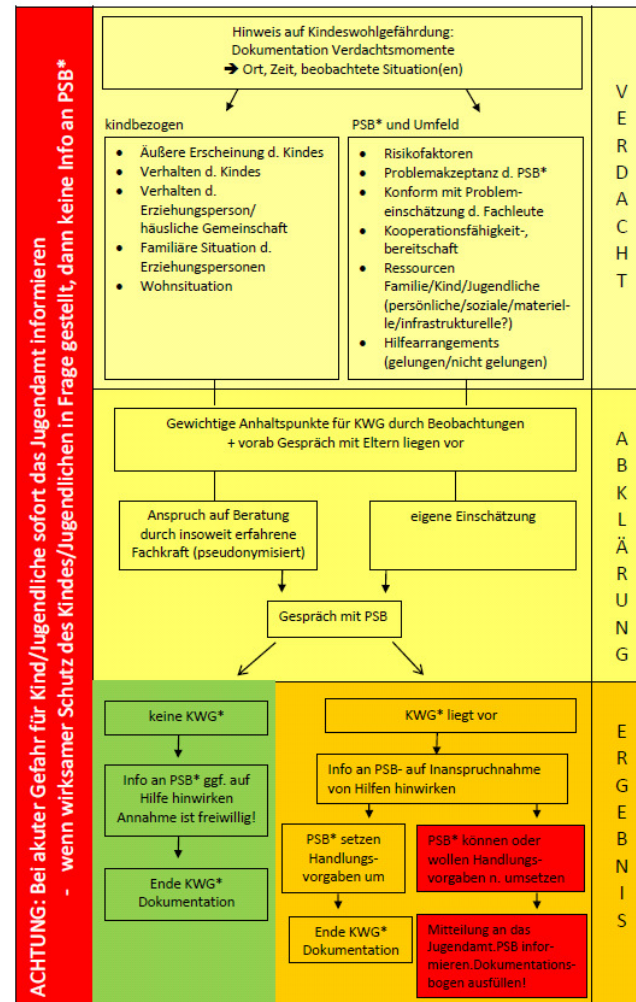 ACHTUNG: Bei akuter Gefahr für Kind/Jugendliche sofort das Jugendamt informieren
- wenn wirksamer Schutz des Kindes/Jugendlichen in Frage gestellt, dann keine Info an PSB*
Hinweis auf Kindeswohlgefährdung:
Dokumentation Verdachtsmomente
➔ Ort, Zeit, beobachtete Situation(en)
kindbezogen
• Äußere Erscheinung d. Kindes
• Verhalten d. Kindes
• Verhalten d.
Erziehungsperson/
häusliche Gemeinschaft
• Familiäre Situation d.
Erziehungspersonen
• Wohnsituation
PSB* und Umfeld
• Risikofaktoren
• Problemakzeptanz d. PSB*
• Konform mit Problem-
einschätzung d. Fachleute
• Kooperationsfähigkeit-,
bereitschaft
• Ressourcen
Familie/Kind/Jugendliche
(persönliche/soziale/materiel-
le/infrastrukturelle?)
• Hilfearrangements
(gelungen/nicht gelungen)
VERDACHT
Gewichtige Anhaltspunkte für KWG durch Beobachtungen
+ vorab Gespräch mit Eltern liegen vor
Anspruch auf Beratung
durch insoweit erfahrene
Fachkraft (pseudonymisiert)
eigene Einschätzung
Gespräch mit PSB
ABKLÄRUNG
keine KWG*
Info an PSB* ggf. auf
Hilfe hinwirken
Annahme ist freiwillig!
Ende KWG*
Dokumentation
KWG* liegt vor
Info an PSB- auf Inanspruchnahme
von Hilfen hinwirken
PSB* setzen
Handlungs-
vorgaben um
Ende KWG*
Dokumentation
PSB* können oder
wollen Handlungs-
vorgaben n. umsetzen
Mitteilung an das
Jugendamt.PSB infor-
mieren.Dokumentations-
bogen ausfüllen!
ERGEBNIS